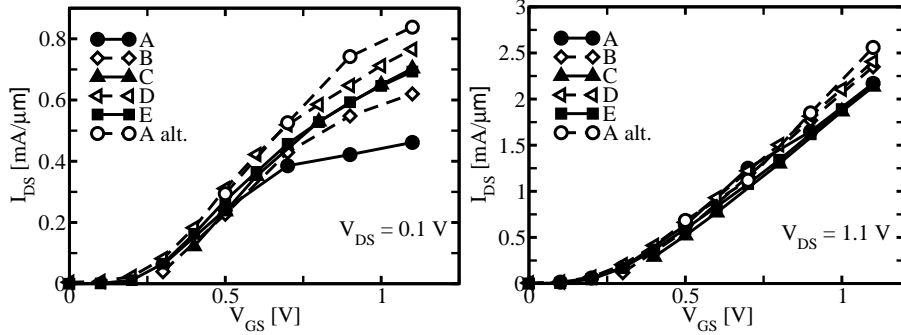 0.8
0.6
0.4
0.2
0
0
0.5
1
I_DS [mA/μm]
V_GS [V]
A
B
C
D
E
A alt.
V_DS = 0.1 V
3
2.5
2
1.5
1
0.5
0
0
0.5
1
I_DS [mA/μm]
V_GS [V]
A
B
C
D
E
A alt.
V_DS = 1.1 V